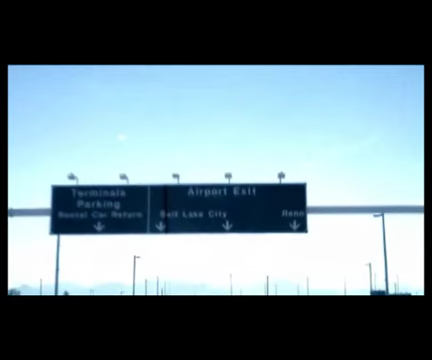 Terminals
Parking
Rental Car Return
Airport Exit
Salt Lake City Reno